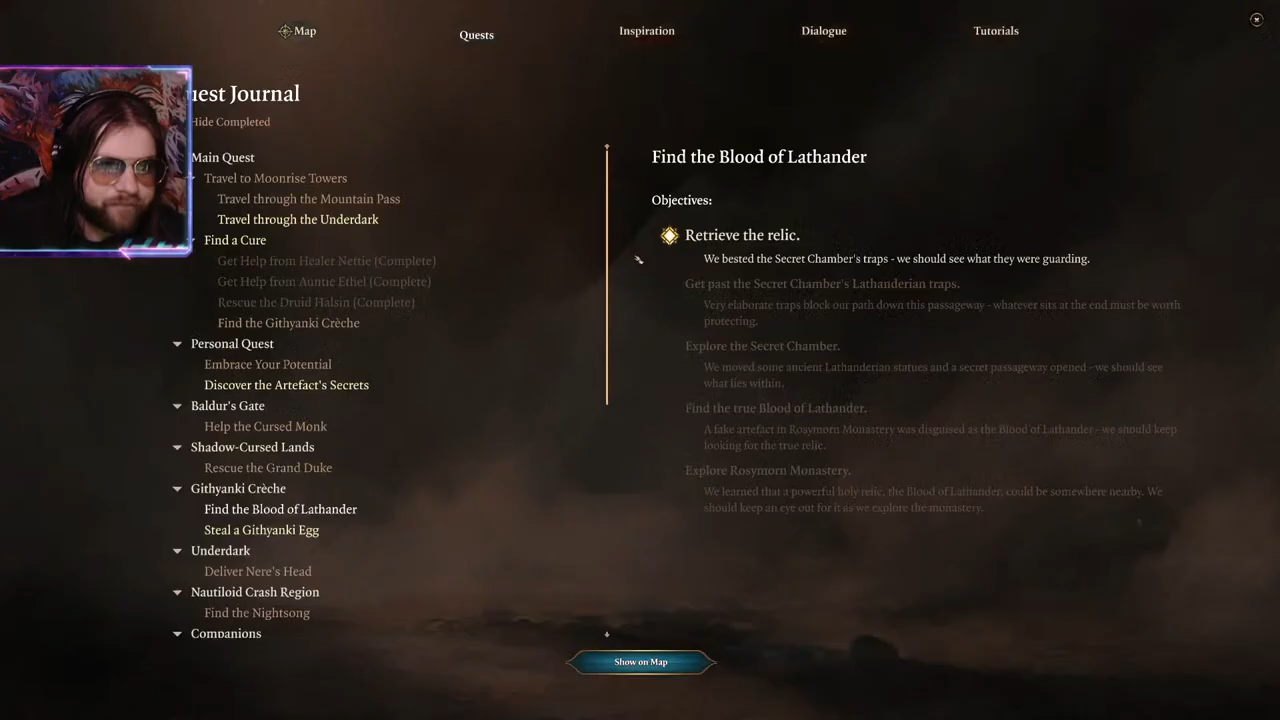 Map
Quests
Inspiration
Dialogue
Tutorials
uest Journal
Hide Completed
Main Quest
Travel to Moonrise Towers
Travel through the Mountain Pass
Travel through the Underdark
Find a Cure
Get Help from Healer Nettie (Complete)
Get Help from Auntie Ethel (Complete)
Rescue the Druid Halsin (Complete)
Find the Githyanki Crèche
Personal Quest
Embrace Your Potential
Discover the Artefact's Secrets
Baldur's Gate
Help the Cursed Monk
Shadow-Cursed Lands
Rescue the Grand Duke
Githyanki Crèche
Find the Blood of Lathander
Steal a Githyanki Egg
Underdark
Deliver Nere's Head
Nautiloid Crash Region
Find the Nightsong
Companions
Find the Blood of Lathander
Objectives:
Retrieve the relic.
We bested the Secret Chamber's traps - we should see what they were guarding.
Get past the Secret Chamber's Lathanderian traps.
Very elaborate traps block our path down this passageway - whatever sits at the end must be worth
protecting.
Explore the Secret Chamber.
We moved some ancient Lathanderian statues and a secret passageway opened - we should see
what lies within.
Find the true Blood of Lathander.
A fake artefact in Rosymorn Monastery was disguised as the Blood of Lathander - we should keep
looking for the true relic.
Explore Rosymorn Monastery.
We learned that a powerful holy relic, the Blood of Lathander, could be somewhere nearby. We
should keep an eye out for it as we explore the monastery.
Show on Map